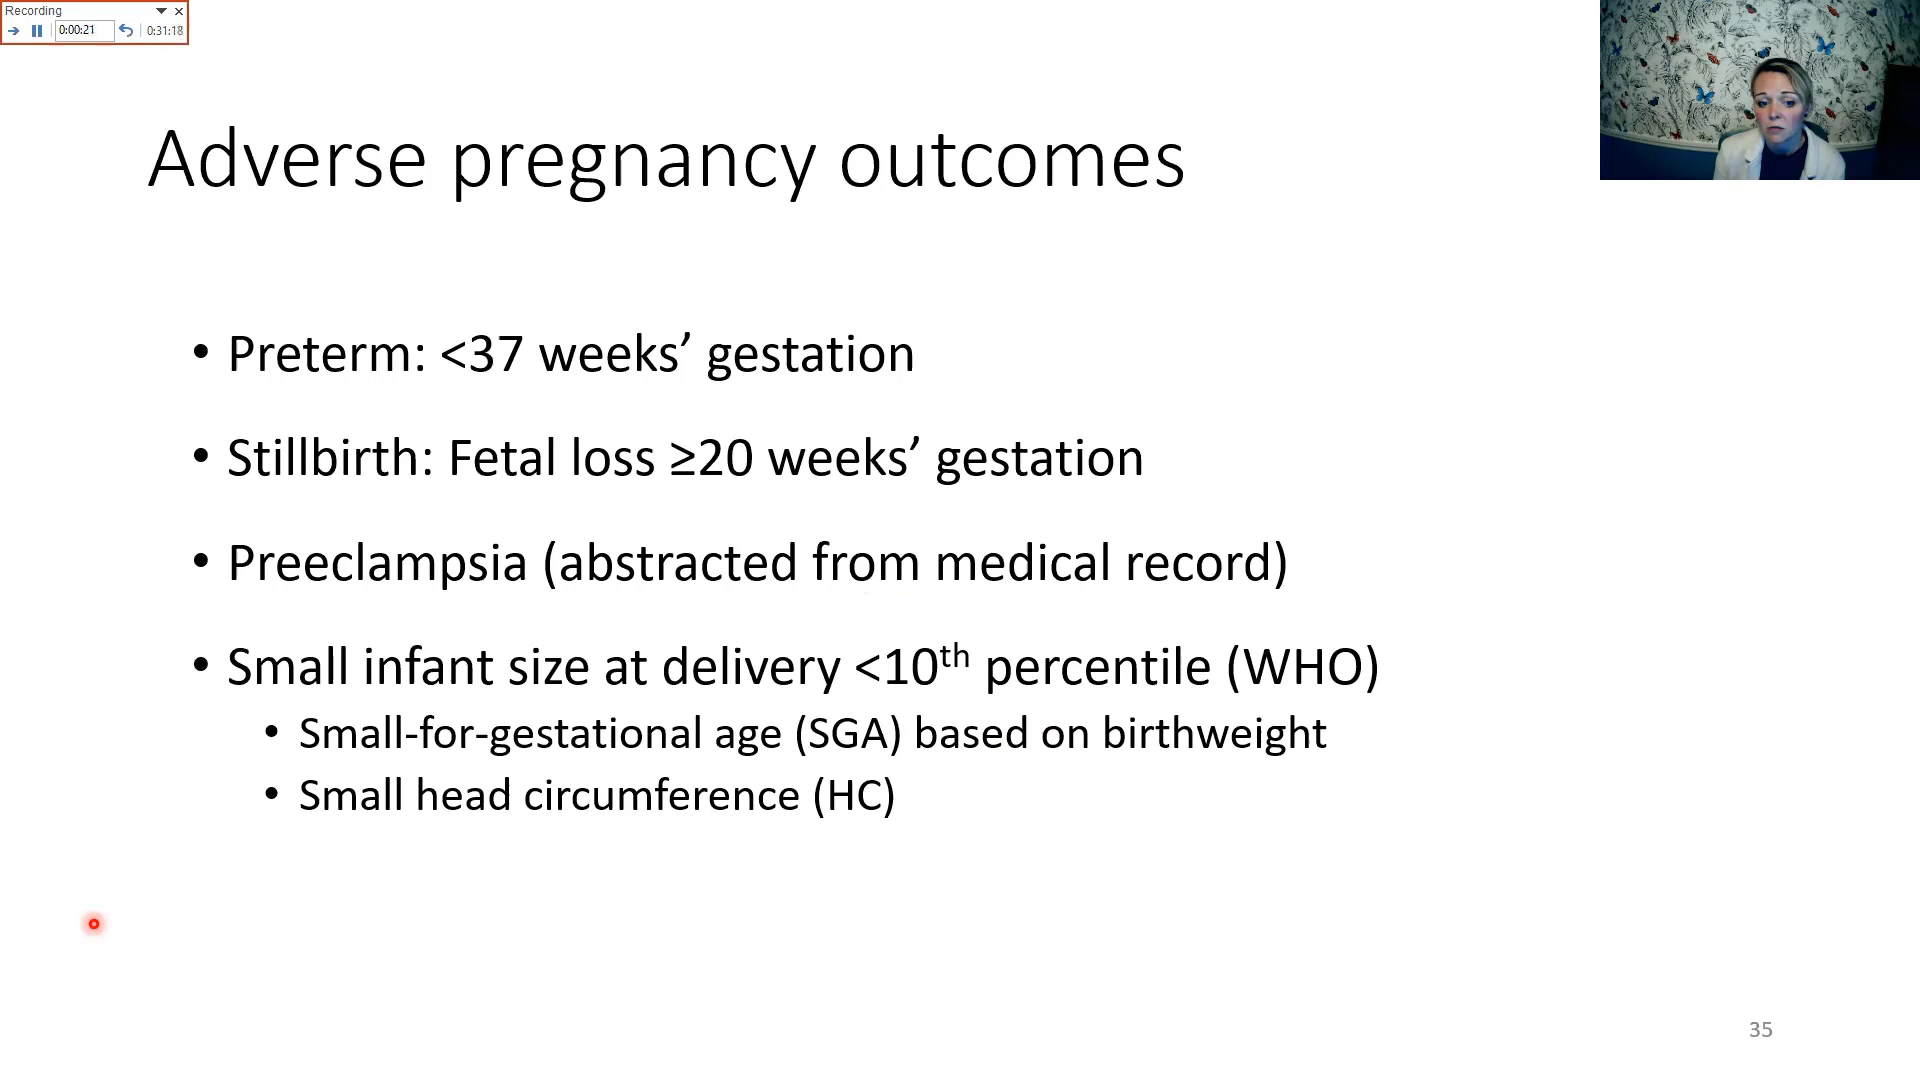 Recording
0:00:21 0:31:18
Adverse pregnancy outcomes
• Preterm: <37 weeks’ gestation
• Stillbirth: Fetal loss ≥20 weeks’ gestation
• Preeclampsia (abstracted from medical record)
• Small infant size at delivery <10th percentile (WHO)
• Small-for-gestational age (SGA) based on birthweight
• Small head circumference (HC)
35